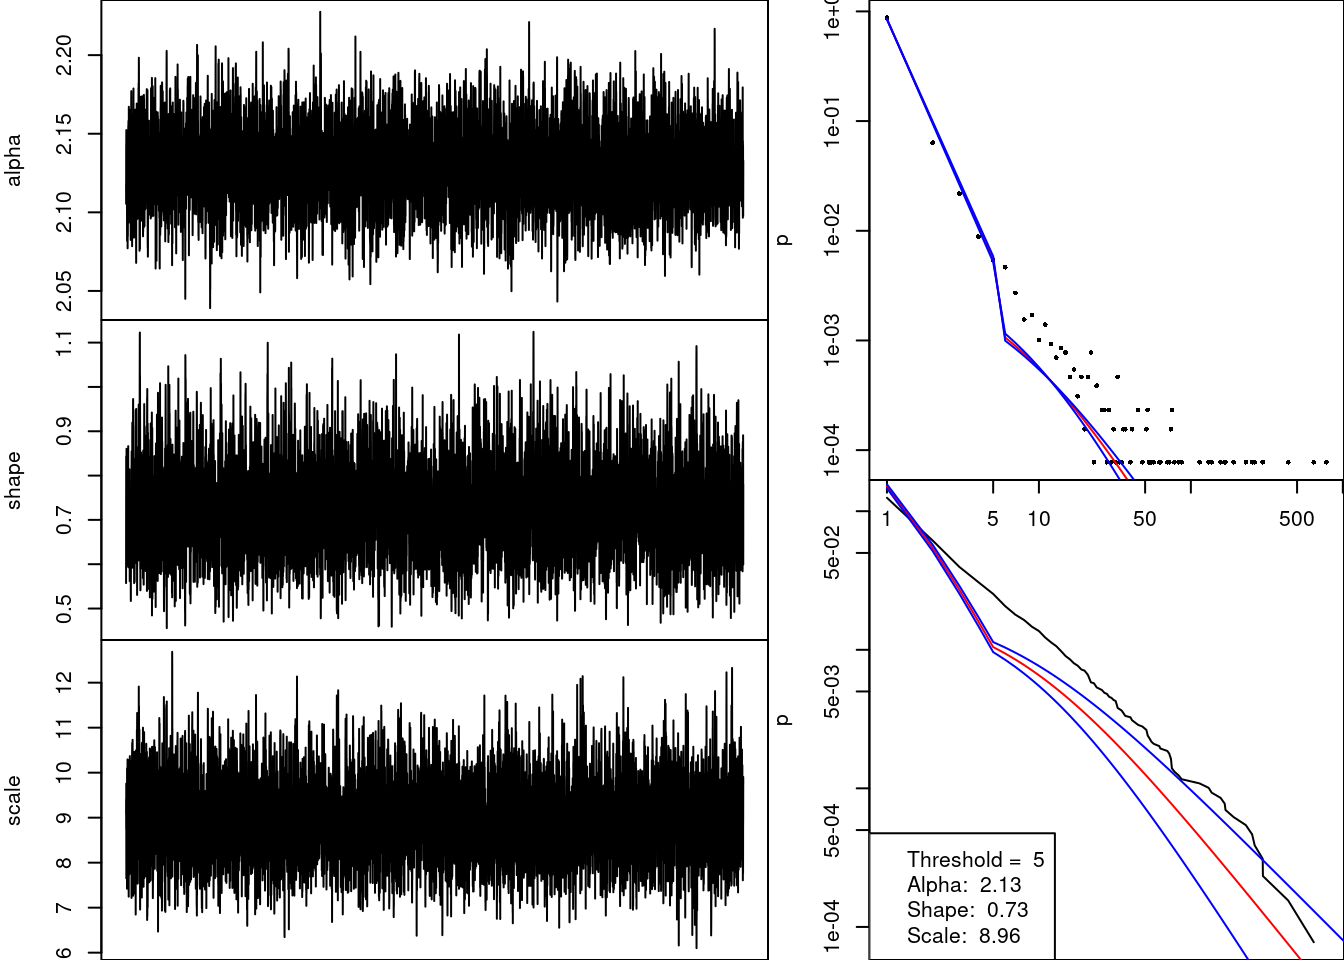 alpha
2.20
2.15
2.10
2.05
shape
1.1
0.9
0.7
0.5
scale
12
11
10
9
8
7
6
p
1e-01
1e-02
1e-03
1e-04
1 5 10 50 500
p
5e-02
5e-03
5e-04
1e-04
Threshold = 5
Alpha: 2.13
Shape: 0.73
Scale: 8.96